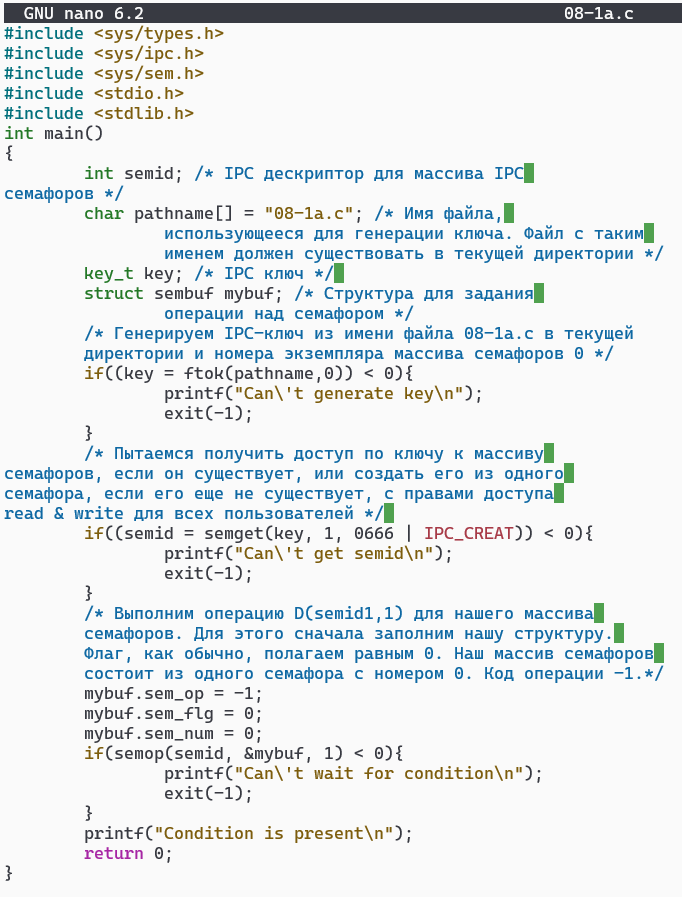 GNU nano 6.2 08-1a.c
#include <sys/types.h>
#include <sys/ipc.h>
#include <sys/sem.h>
#include <stdio.h>
#include <stdlib.h>
int main()
{
        int semid; /* IPC дескриптор для массива IPC
семафоров */
        char pathname[] = "08-1a.c"; /* Имя файла,
                использующееся для генерации ключа. Файл с таким
                именем должен существовать в текущей директории */
        key_t key; /* IPC ключ */
        struct sembuf mybuf; /* Структура для задания
                операции над семафором */
        /* Генерируем IPC-ключ из имени файла 08-1a.c в текущей
        директории и номера экземпляра массива семафоров 0 */
        if((key = ftok(pathname,0)) < 0){
                printf("Can\'t generate key\n");
                exit(-1);
        }
        /* Пытаемся получить доступ по ключу к массиву
семафоров, если он существует, или создать его из одного
семафора, если его еще не существует, с правами доступа
read & write для всех пользователей */
        if((semid = semget(key, 1, 0666 | IPC_CREAT)) < 0){
                printf("Can\'t get semid\n");
                exit(-1);
        }
        /* Выполним операцию D(semid1,1) для нашего массива
        семафоров. Для этого сначала заполним нашу структуру.
        Флаг, как обычно, полагаем равным 0. Наш массив семафоров
        состоит из одного семафора с номером 0. Код операции -1.*/
        mybuf.sem_op = -1;
        mybuf.sem_flg = 0;
        mybuf.sem_num = 0;
        if(semop(semid, &mybuf, 1) < 0){
                printf("Can\'t wait for condition\n");
                exit(-1);
        }
        printf("Condition is present\n");
        return 0;
}